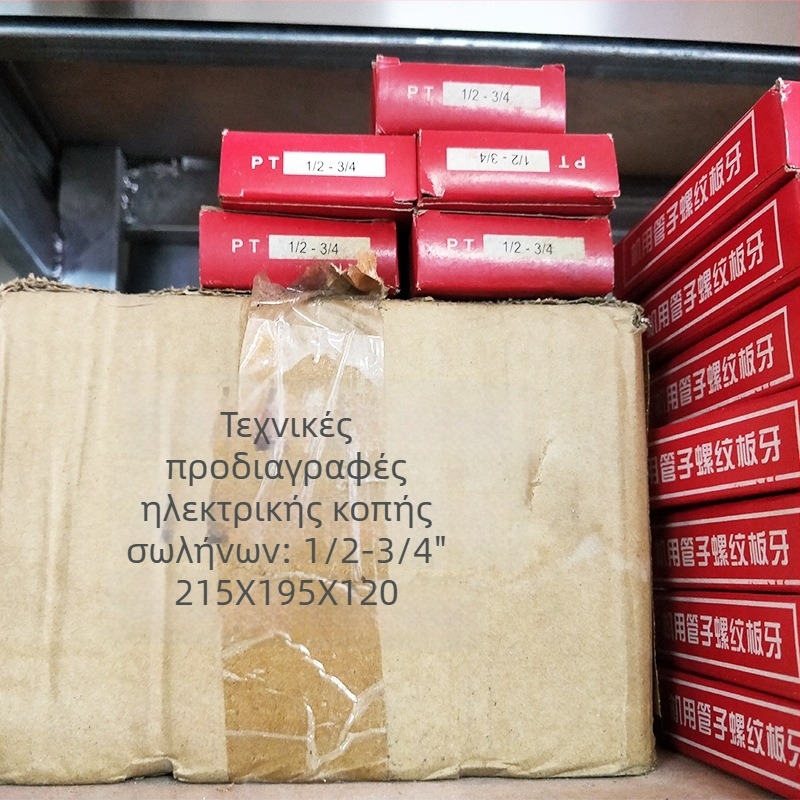 PT 1/2 - 3/4
PT 1/2 - 3/4
PT 1/2 - 3/4
PT 1/2 - 3/4
PT 1/2 - 3/4
机用管子螺纹板牙
机用管子螺纹板牙
机用管子螺纹板牙
机用管子螺纹板牙
机用管子螺纹板牙
机用管子螺纹板牙
机用管子螺纹板牙
Τεχνικές
προδιαγραφές
ηλεκτρικής κοπής
σωλήνων: 1/2-3/4"
215X195X120